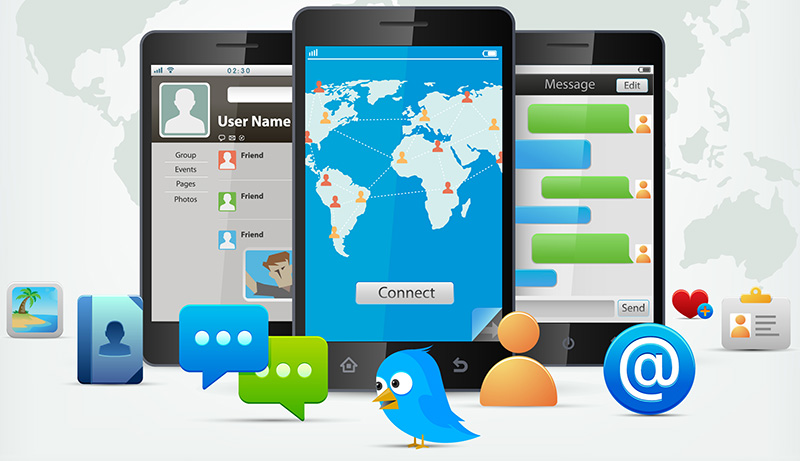 02:30
User Name
Group
Events
Pages
Photos
Friend
Friend
Friend
Connect
Message
Edit
Send
@